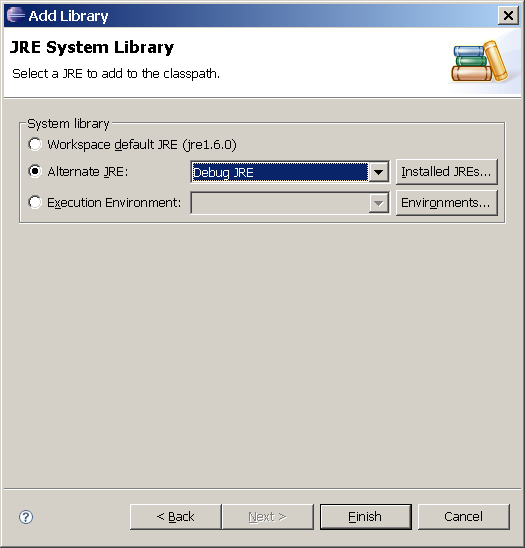 Add Library
JRE System Library
Select a JRE to add to the classpath.
System library
Workspace default JRE (jre1.6.0)
Alternate JRE: Debug JRE Installed JREs...
Execution Environment: Environments...
? < Back Next > Finish Cancel